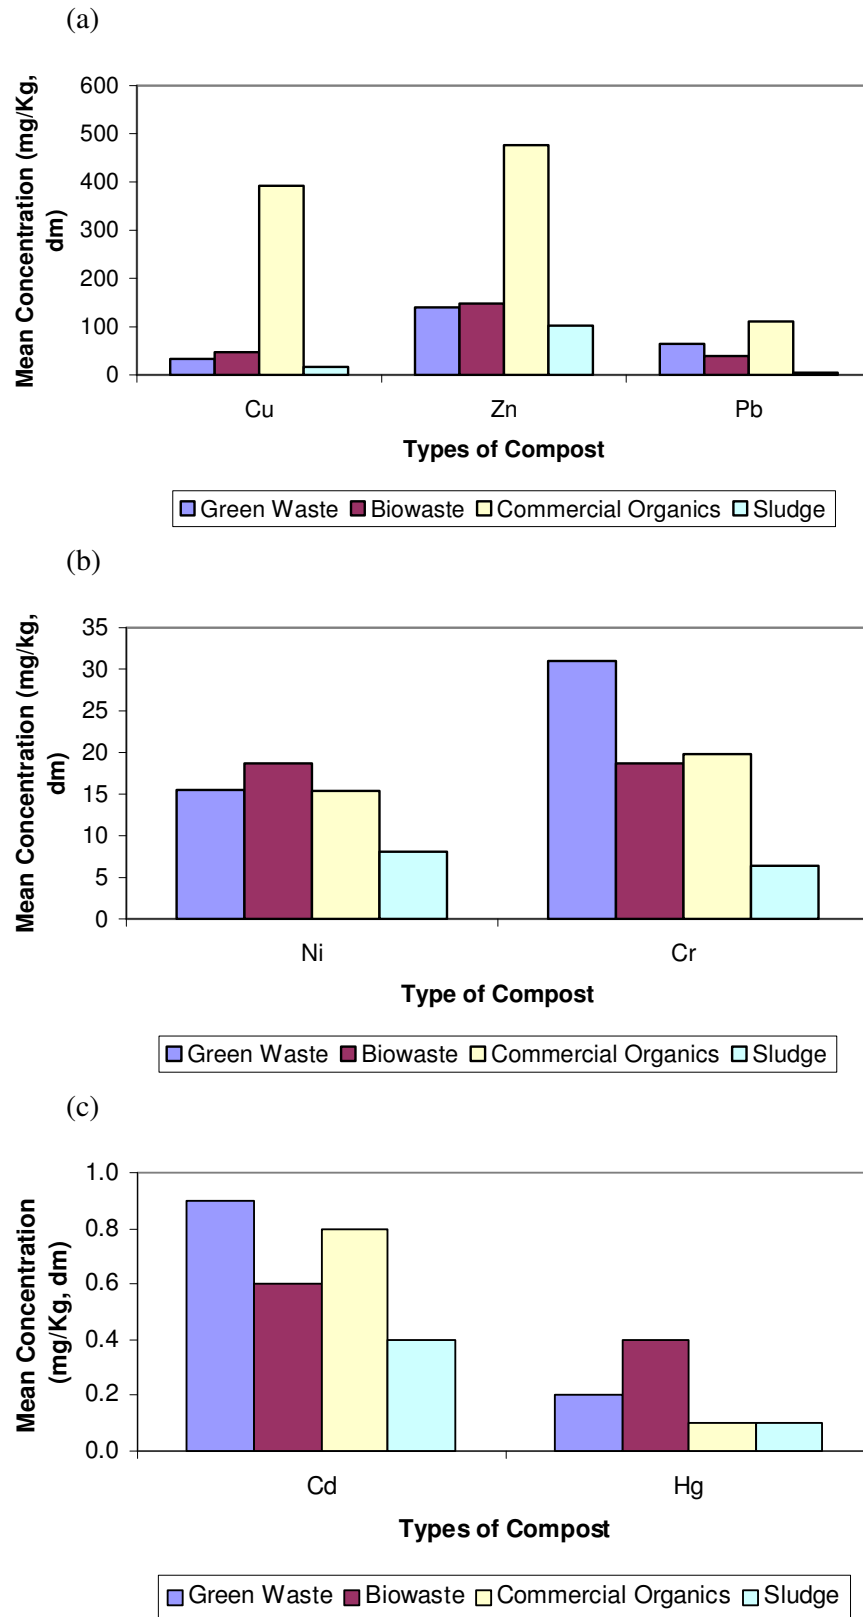 (a)
Mean Concentration (mg/Kg,
dm)
600
500
400
300
200
100
0
Cu Zn Pb
Types of Compost
Green Waste Biowaste Commercial Organics Sludge
(b)
Mean Concentration (mg/kg,
dm)
35
30
25
20
15
10
5
0
Ni Cr
Type of Compost
Green Waste Biowaste Commercial Organics Sludge
(c)
Mean Concentration
(mg/Kg, dm)
1.0
0.8
0.6
0.4
0.2
0.0
Cd Hg
Types of Compost
Green Waste Biowaste Commercial Organics Sludge